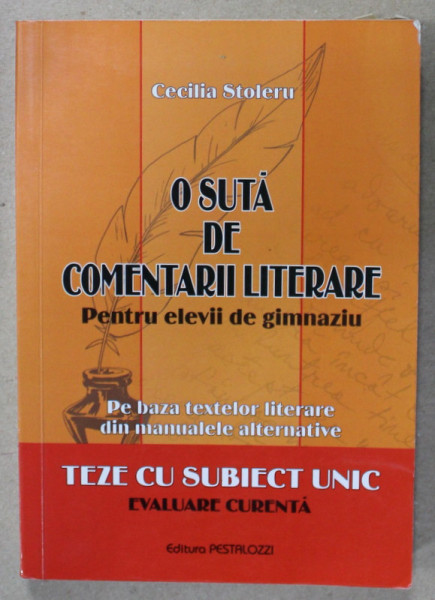 Cecilia Stoleru
O SUTĂ
DE
COMENTARII LITERARE
Pentru elevii de gimnaziu
Pe baza textelor literare
din manualele alternative
TEZE CU SUBIECT UNIC
EVALUARE CURENTĂ
Editura PESTALOZZI